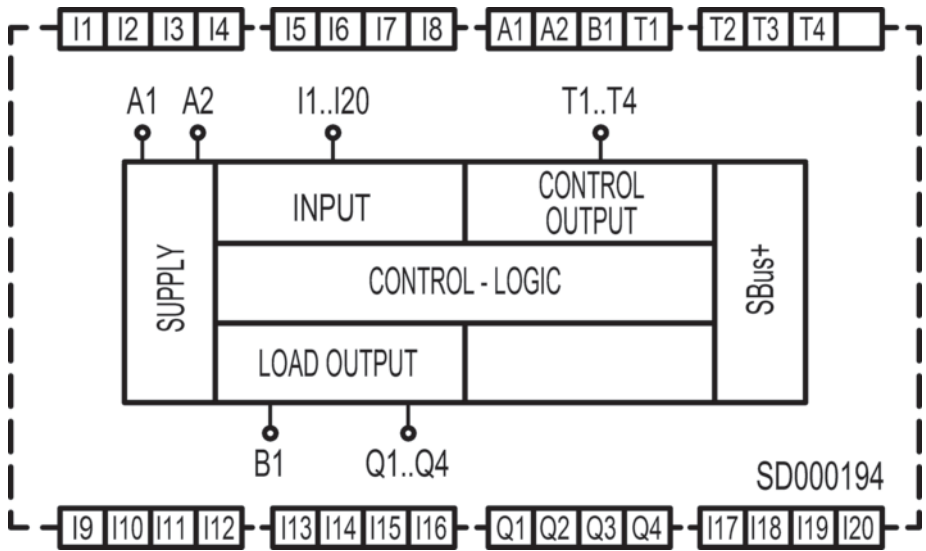 I1 I2 I3 I4 I5 I6 I7 I8 A1 A2 B1 T1 T2 T3 T4
A1 A2 I1..I20 T1..T4
SUPPLY
INPUT
CONTROL
OUTPUT
CONTROL - LOGIC
SBus+
LOAD OUTPUT
B1 Q1..Q4
SD000194
I9 I10 I11 I12 I13 I14 I15 I16 Q1 Q2 Q3 Q4 I17 I18 I19 I20